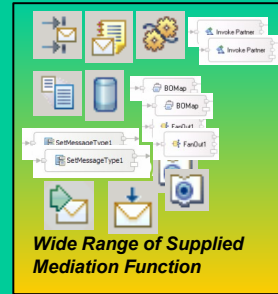 Invoke Partner
Invoke Partner
BOMap
BOMap
FanOut1
FanOut1
SetMessageType1
SetMessageType1
Wide Range of Supplied
Mediation Function